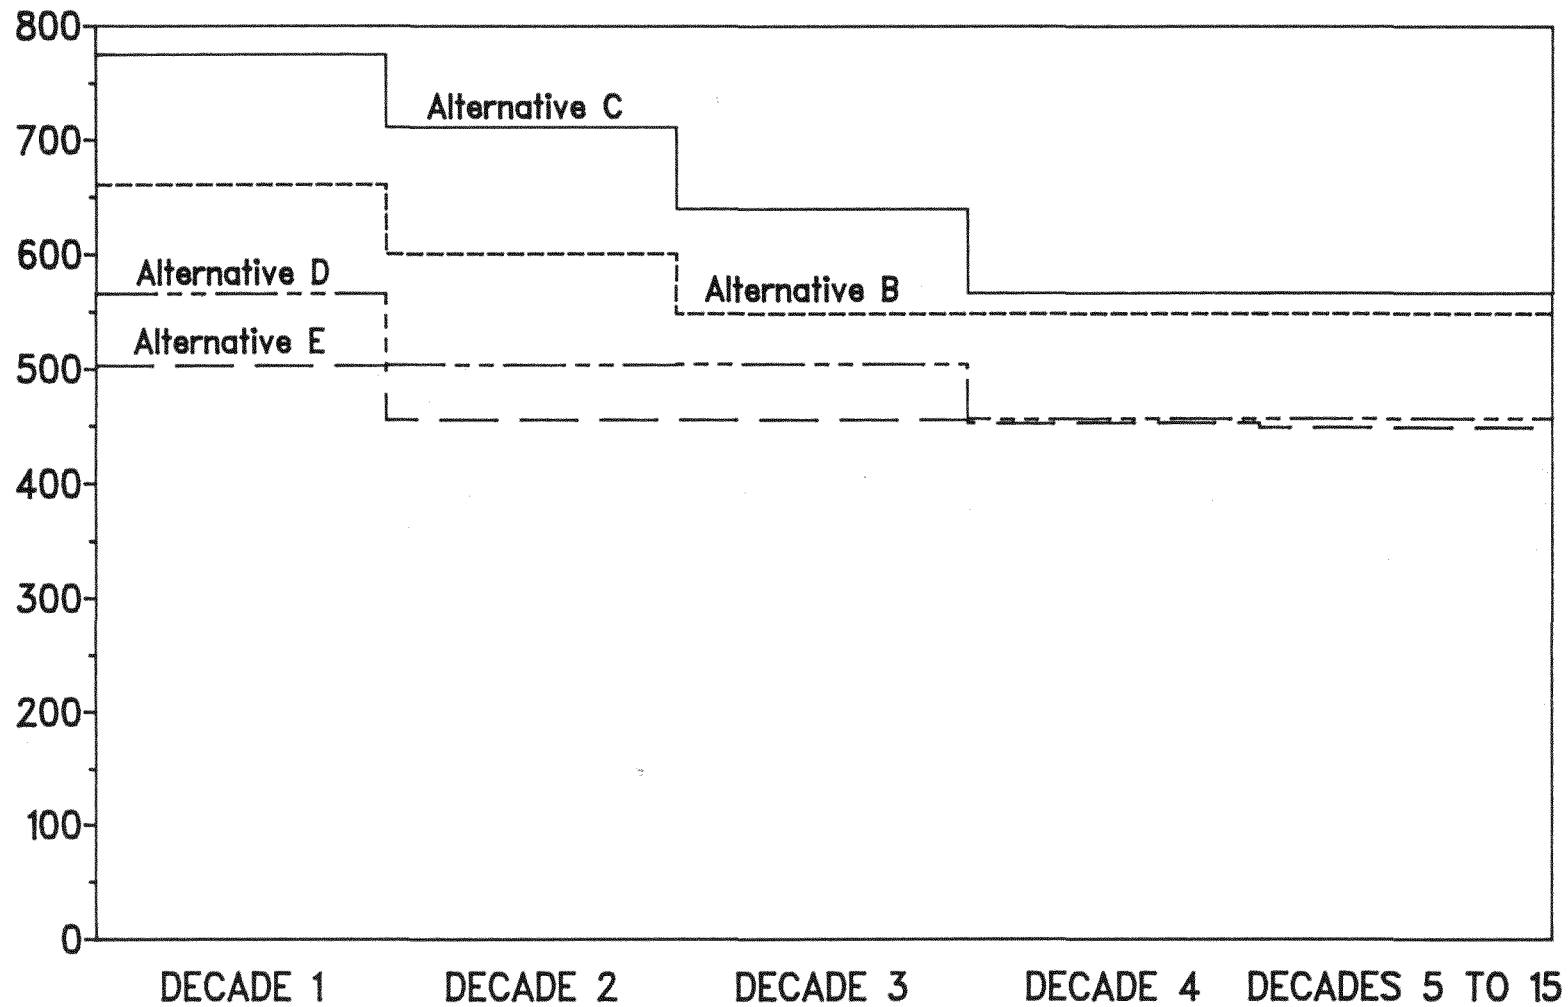 800
Alternative C
700
600
Alternative D
Alternative B
Alternative E
500
400
300
200
100
0
DECADE 1 DECADE 2 DECADE 3 DECADE 4 DECADES 5 TO 15